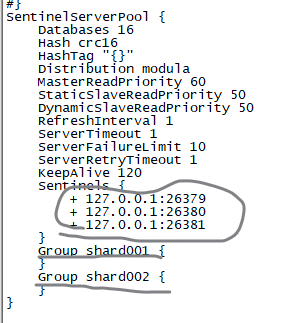 #}
SentinelServerPool {
Databases 16
Hash crc16
HashTag "{}"
Distribution modula
MasterReadPriority 60
StaticSlaveReadPriority 50
DynamicSlaveReadPriority 50
RefreshInterval 1
ServerTimeout 1
ServerFailureLimit 10
ServerRetryTimeout 1
KeepAlive 120
Sentinels {
+ 127.0.0.1:26379
+ 127.0.0.1:26380
+ 127.0.0.1:26381
}
Group shard001 {
}
Group shard002 {
}
}